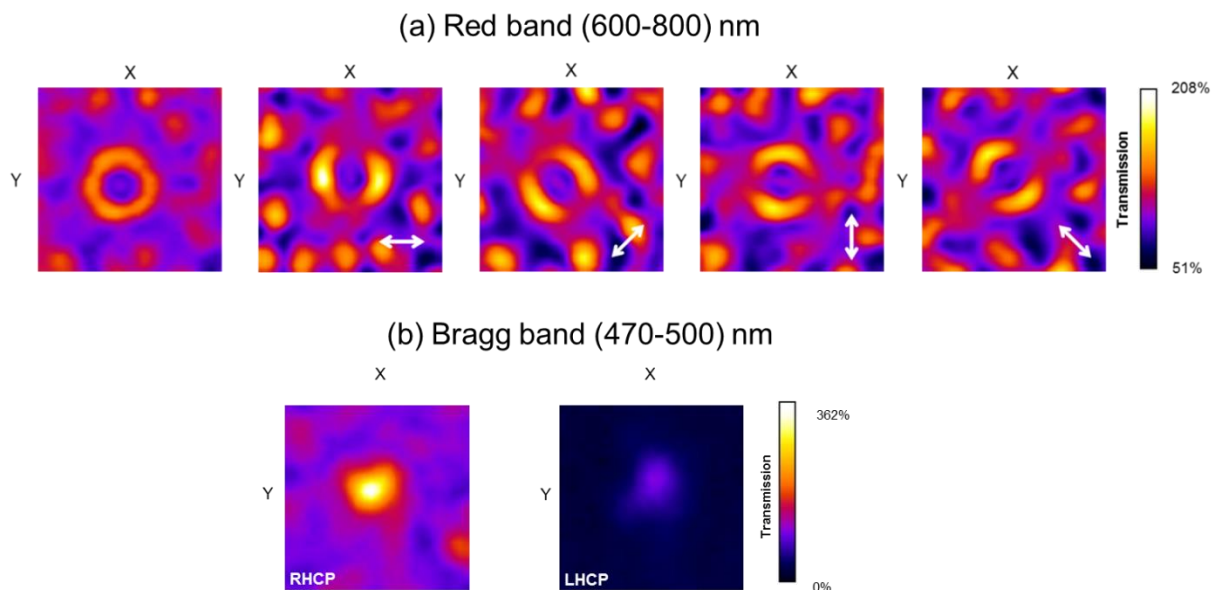 (a) Red band (600-800) nm
X
X
X
X
X
Y
Y
Y
Y
Y
208%
Transmission
51%
(b) Bragg band (470-500) nm
X
X
Y
Y
362%
Transmission
0%
RHCP
LHCP